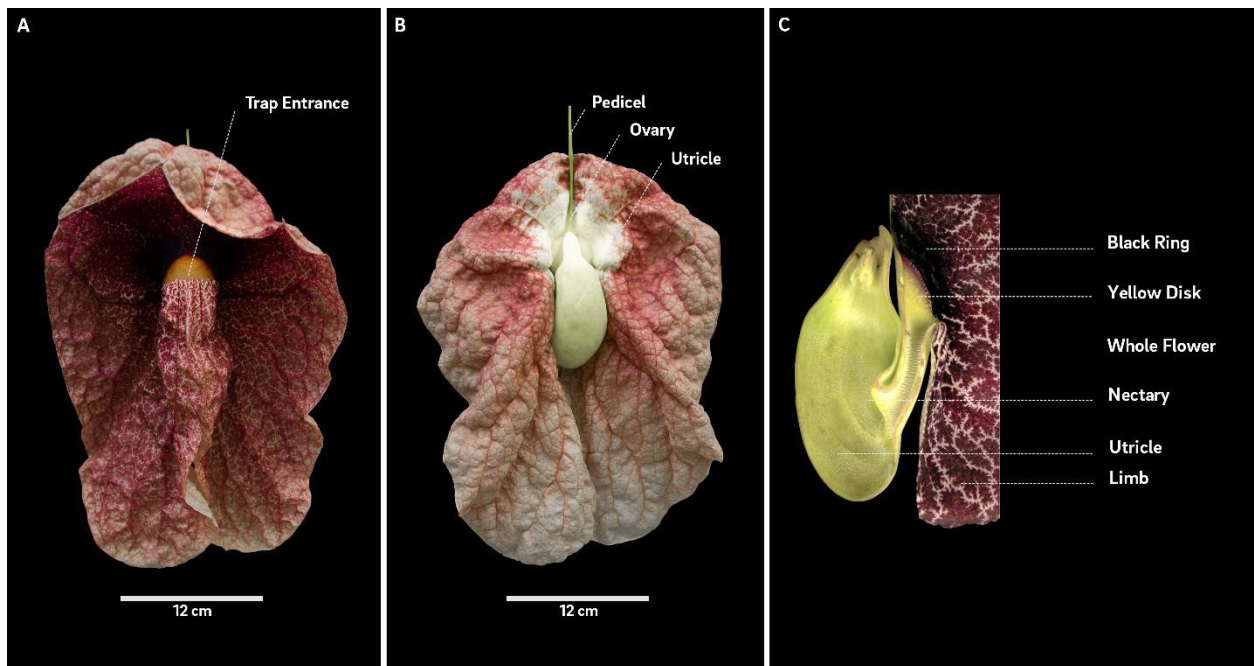 A
Trap Entrance
12 cm
B
Pedicel
Ovary
Utricle
12 cm
C
Black Ring
Yellow Disk
Whole Flower
Nectary
Utricle
Limb